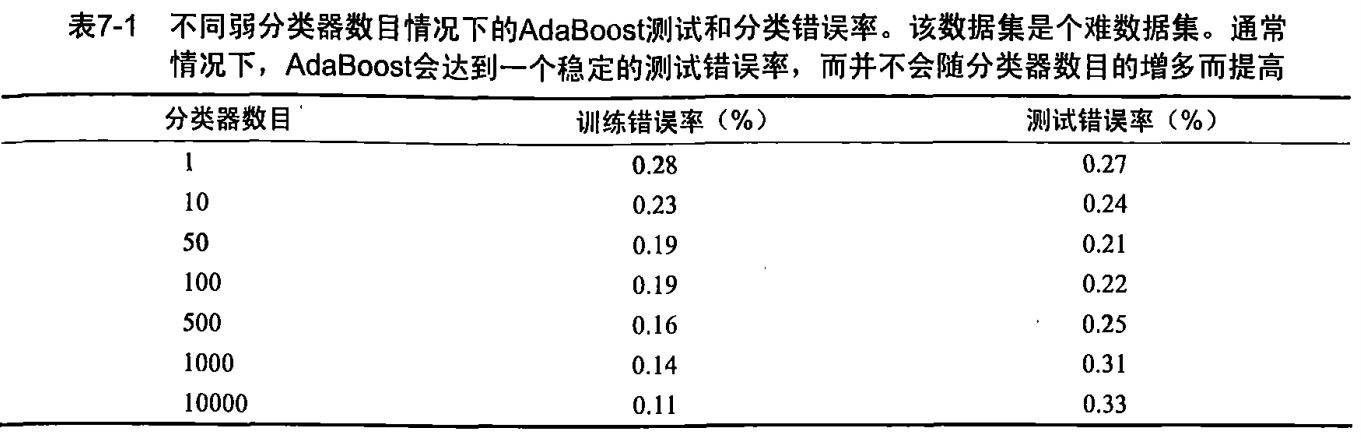 表7-1 不同弱分类器数目情况下的AdaBoost测试和分类错误率。该数据集是个难数据集。通常
情况下，AdaBoost会达到一个稳定的测试错误率，而并不会随分类器数目的增多而提高
分类器数目 训练错误率（%） 测试错误率（%）
1 0.28 0.27
10 0.23 0.24
50 0.19 0.21
100 0.19 0.22
500 0.16 0.25
1000 0.14 0.31
10000 0.11 0.33